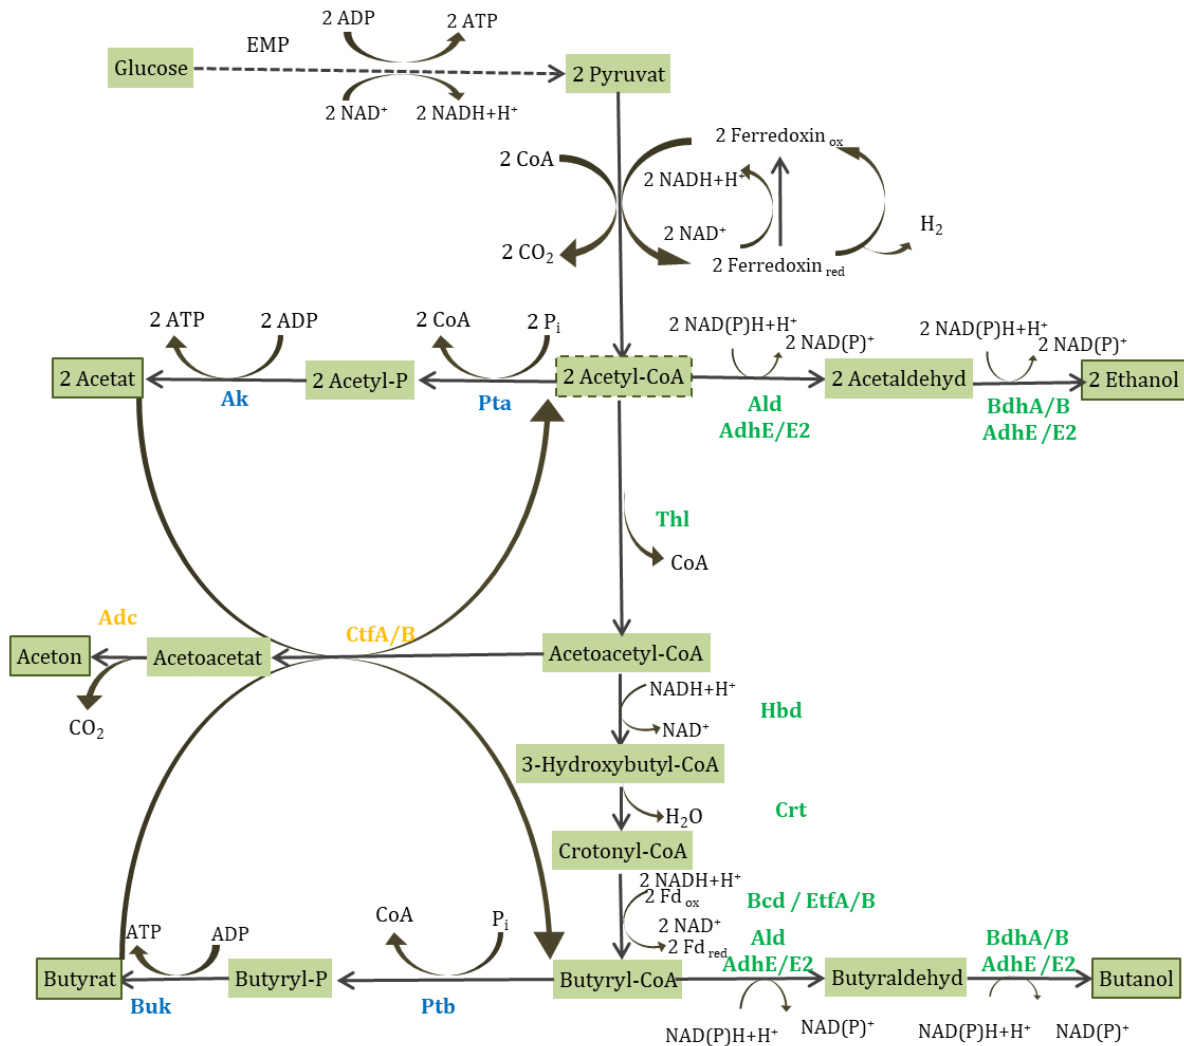 2 ADP
2 ATP
EMP
Glucose
2 Pyruvat
2 NAD⁺
2 NADH+H⁺
2 CoA
2 Ferredoxin ox
2 NADH+H⁺
2 NAD⁺
H₂
2 CO₂
2 Ferredoxin red
2 ATP
2 ADP
2 CoA
2 Pᵢ
2 NAD(P)H+H⁺
2 NAD(P)⁺
2 NAD(P)H+H⁺
2 NAD(P)⁺
2 Acetat
2 Acetyl-P
2 Acetyl-CoA
2 Acetaldehyd
2 Ethanol
Ak
Pta
Ald
AdhE/E2
BdhA/B
AdhE/E2
Thl
CoA
Adc
CtfA/B
Aceton
Acetoacetat
Acetoacetyl-CoA
CO₂
NADH+H⁺
Hbd
NAD⁺
3-Hydroxybutyl-CoA
H₂O
Crt
Crotonyl-CoA
2 NADH+H⁺
2 Fd ox
Bcd / EtfA/B
2 NAD⁺
2 Fd red
CoA
Pᵢ
ATP
ADP
Ald
AdhE/E2
BdhA/B
AdhE/E2
Butyrat
Butyryl-P
Butyryl-CoA
Butyraldehyd
Butanol
Buk
Ptb
NAD(P)H+H⁺
NAD(P)⁺
NAD(P)H+H⁺
NAD(P)⁺